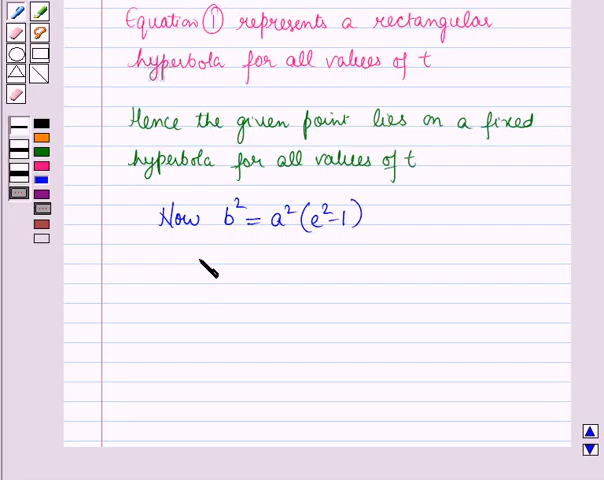 Equation ① represents a rectangular
hyperbola for all values of t
Hence the given point lies on a fixed
hyperbola for all values of t
Now b² = a² (e²-1)